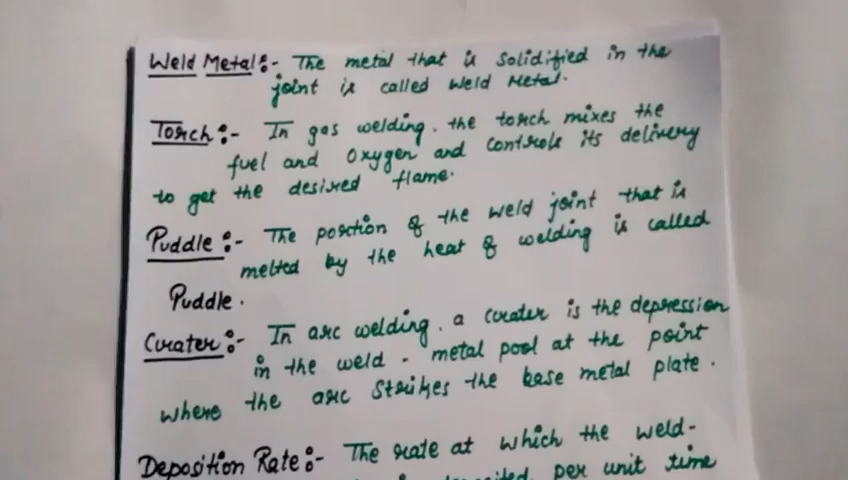 Weld Metal:- The metal that is solidified in the
joint is called Weld Metal.
Torch:- In gas welding. the torch mixes the
fuel and Oxygen and controls its delivery
to get the desired flame.
Puddle:- The portion of the weld joint that is
melted by the heat of welding is called
Puddle.
Crater:- In arc welding. a crater is the depression
in the weld - metal pool at the point
where the arc strikes the base metal plate.
Deposition Rate:- The rate at which the weld-
deposited per unit time